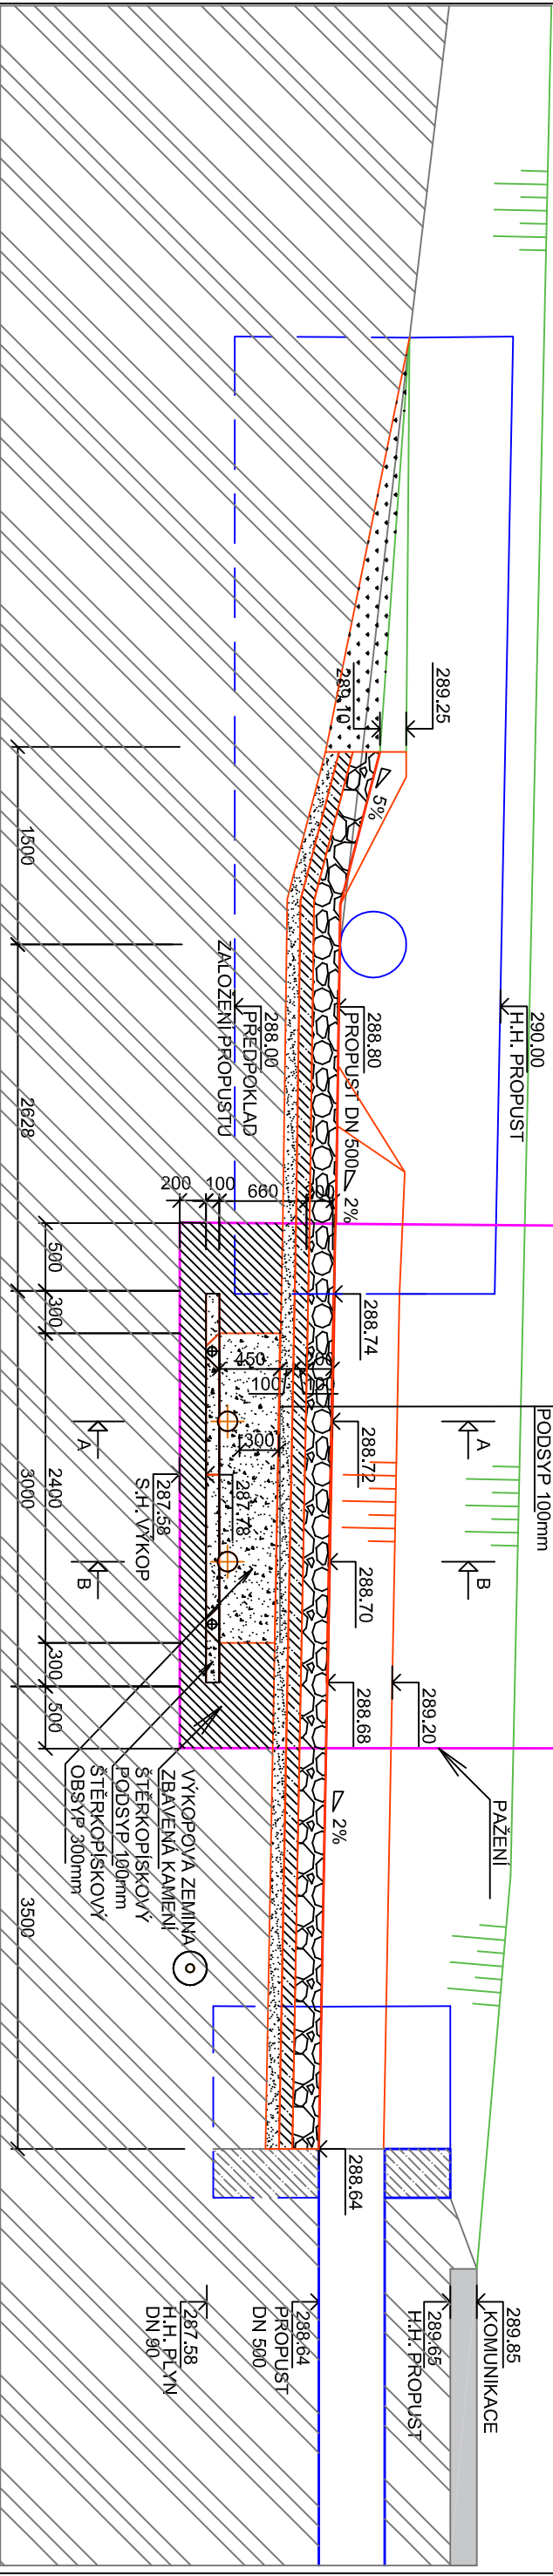 289.25
289.10
5%
290.00
H.H. PROPUST
288.80
PROPUST DN 500
288.00
PŘEDPOKLAD
ZALOŽENÍ PROPUSTU
2%
1500
2628
200
100
660
288.74
500
300
450
200
100
100
300
PODSYP 100mm
A
A
288.72
287.78
287.58
S.H. VÝKOP
2400
3000
B
B
288.70
288.68
289.20
300
500
PAŽENÍ
2%
VÝKOPOVÁ ZEMINA
ZBAVENÁ KAMENÍ
ŠTĚRKOPÍSKOVÝ
PODSYP 100mm
ŠTĚRKOPÍSKOVÝ
OBSYP 300mm
3500
288.64
289.85
KOMUNIKACE
289.65
H.H. PROPUST
288.64
PROPUST
DN 500
287.58
H.H. PLYN
DN 90